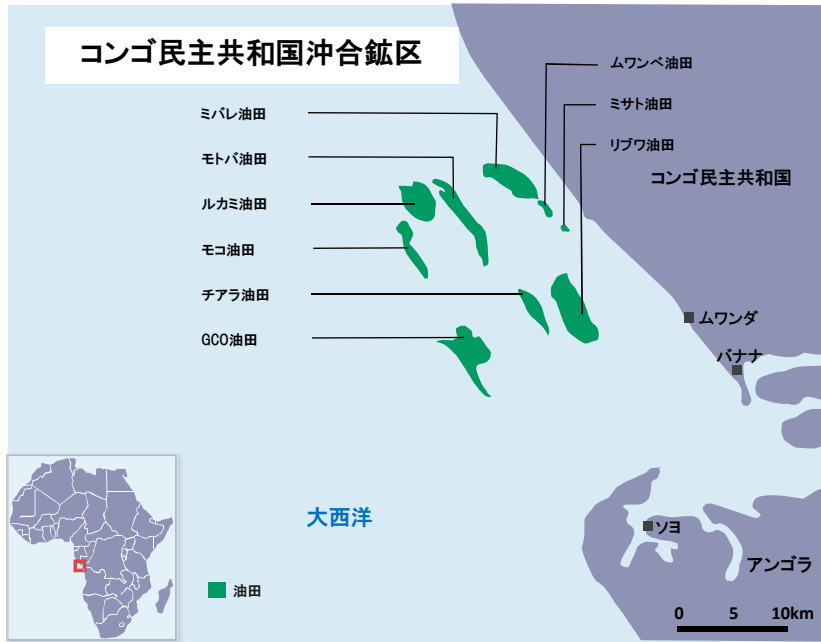 コンゴ民主共和国沖合鉱区
ムワンベ油田
ミサト油田
リブワ油田
ミバレ油田
モトバ油田
ルカミ油田
モコ油田
チアラ油田
GCO油田
コンゴ民主共和国
ムワンダ
バナナ
大西洋
ソヨ
アンゴラ
油田
0 5 10km